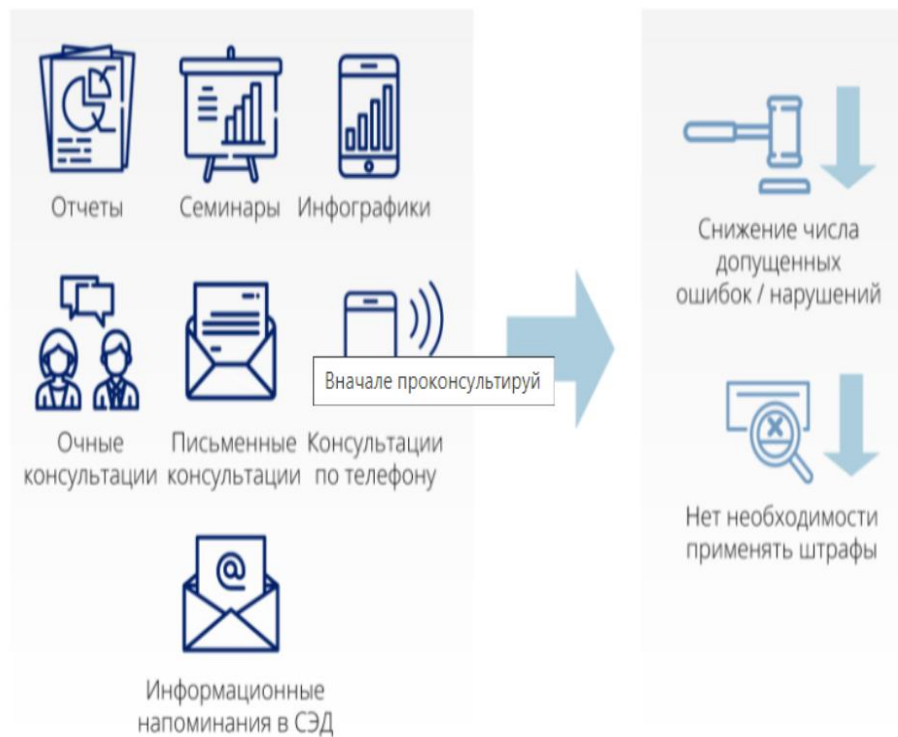 Отчеты
Семинары
Инфографики
Вначале проконсультируй
Очные
консультации
Письменные
консультации
Консультации
по телефону
@
Информационные
напоминания в СЭД
Снижение числа
допущенных
ошибок / нарушений
Нет необходимости
применять штрафы